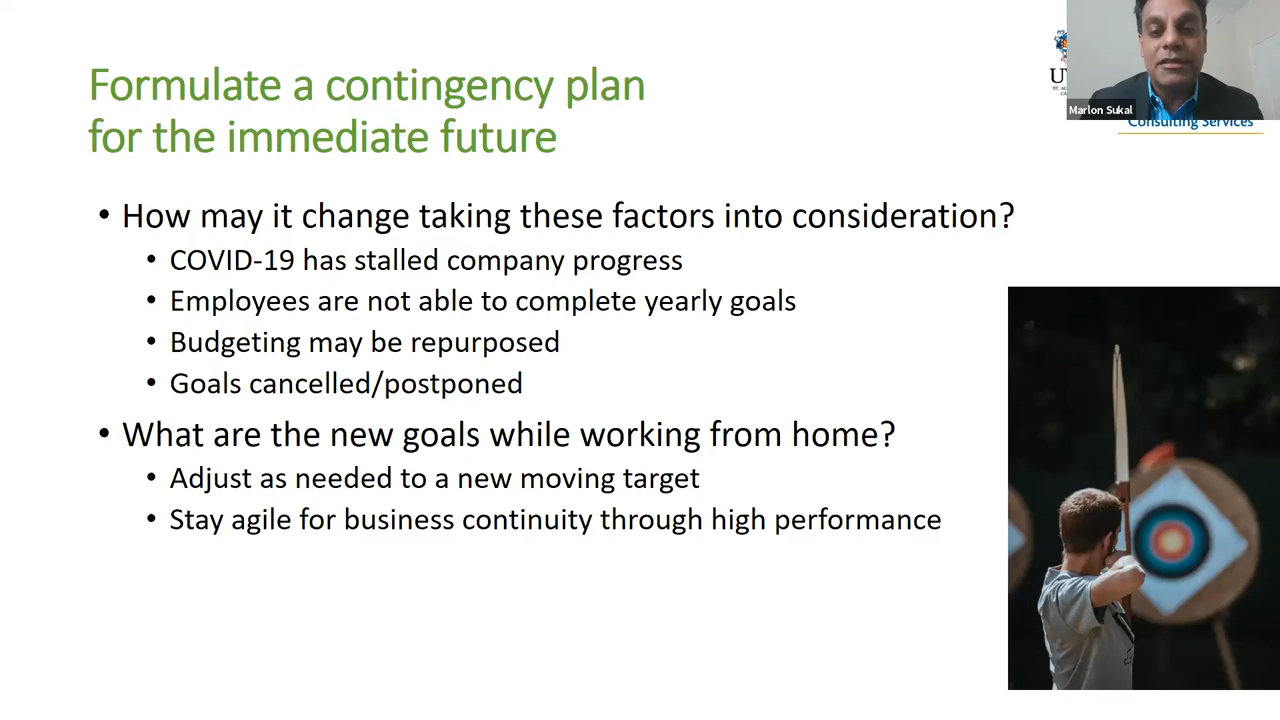 Formulate a contingency plan
for the immediate future
• How may it change taking these factors into consideration?
• COVID-19 has stalled company progress
• Employees are not able to complete yearly goals
• Budgeting may be repurposed
• Goals cancelled/postponed
• What are the new goals while working from home?
• Adjust as needed to a new moving target
• Stay agile for business continuity through high performance
Marlon Sukal
Consulting Services